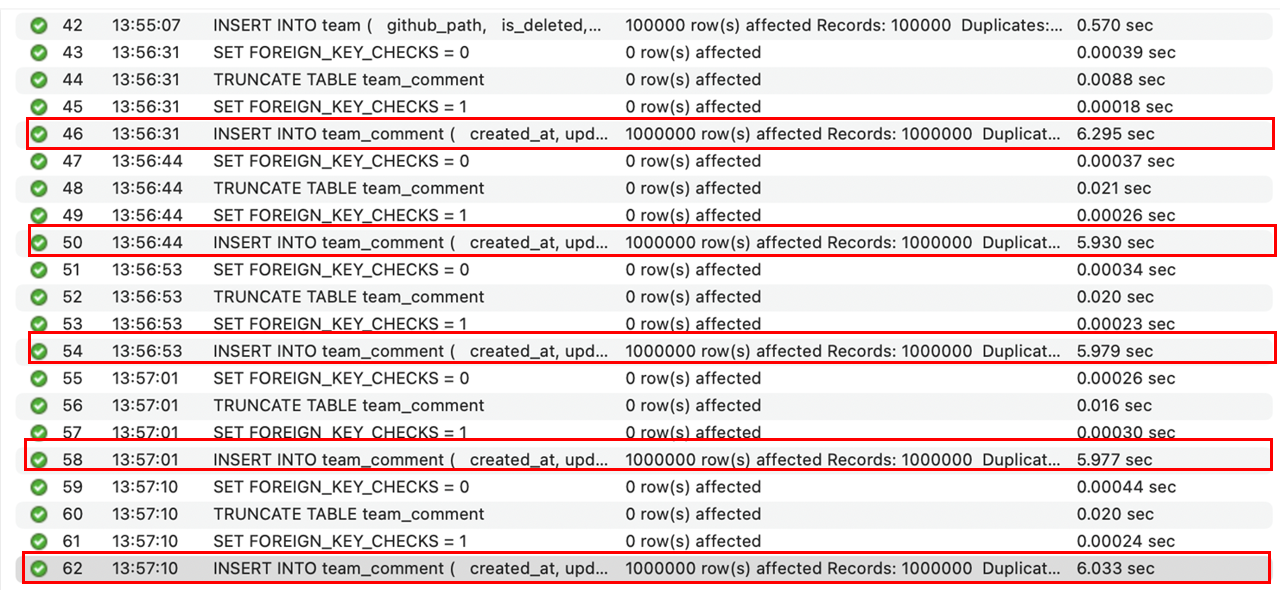 42 13:55:07 INSERT INTO team ( github_path, is_deleted,... 100000 row(s) affected Records: 100000 Duplicates:... 0.570 sec
43 13:56:31 SET FOREIGN_KEY_CHECKS = 0 0 row(s) affected 0.00039 sec
44 13:56:31 TRUNCATE TABLE team_comment 0 row(s) affected 0.0088 sec
45 13:56:31 SET FOREIGN_KEY_CHECKS = 1 0 row(s) affected 0.00018 sec
46 13:56:31 INSERT INTO team_comment ( created_at, upd... 1000000 row(s) affected Records: 1000000 Duplicat... 6.295 sec
47 13:56:44 SET FOREIGN_KEY_CHECKS = 0 0 row(s) affected 0.00037 sec
48 13:56:44 TRUNCATE TABLE team_comment 0 row(s) affected 0.021 sec
49 13:56:44 SET FOREIGN_KEY_CHECKS = 1 0 row(s) affected 0.00026 sec
50 13:56:44 INSERT INTO team_comment ( created_at, upd... 1000000 row(s) affected Records: 1000000 Duplicat... 5.930 sec
51 13:56:53 SET FOREIGN_KEY_CHECKS = 0 0 row(s) affected 0.00034 sec
52 13:56:53 TRUNCATE TABLE team_comment 0 row(s) affected 0.020 sec
53 13:56:53 SET FOREIGN_KEY_CHECKS = 1 0 row(s) affected 0.00023 sec
54 13:56:53 INSERT INTO team_comment ( created_at, upd... 1000000 row(s) affected Records: 1000000 Duplicat... 5.979 sec
55 13:57:01 SET FOREIGN_KEY_CHECKS = 0 0 row(s) affected 0.00026 sec
56 13:57:01 TRUNCATE TABLE team_comment 0 row(s) affected 0.016 sec
57 13:57:01 SET FOREIGN_KEY_CHECKS = 1 0 row(s) affected 0.00030 sec
58 13:57:01 INSERT INTO team_comment ( created_at, upd... 1000000 row(s) affected Records: 1000000 Duplicat... 5.977 sec
59 13:57:10 SET FOREIGN_KEY_CHECKS = 0 0 row(s) affected 0.00044 sec
60 13:57:10 TRUNCATE TABLE team_comment 0 row(s) affected 0.020 sec
61 13:57:10 SET FOREIGN_KEY_CHECKS = 1 0 row(s) affected 0.00024 sec
62 13:57:10 INSERT INTO team_comment ( created_at, upd... 1000000 row(s) affected Records: 1000000 Duplicat... 6.033 sec